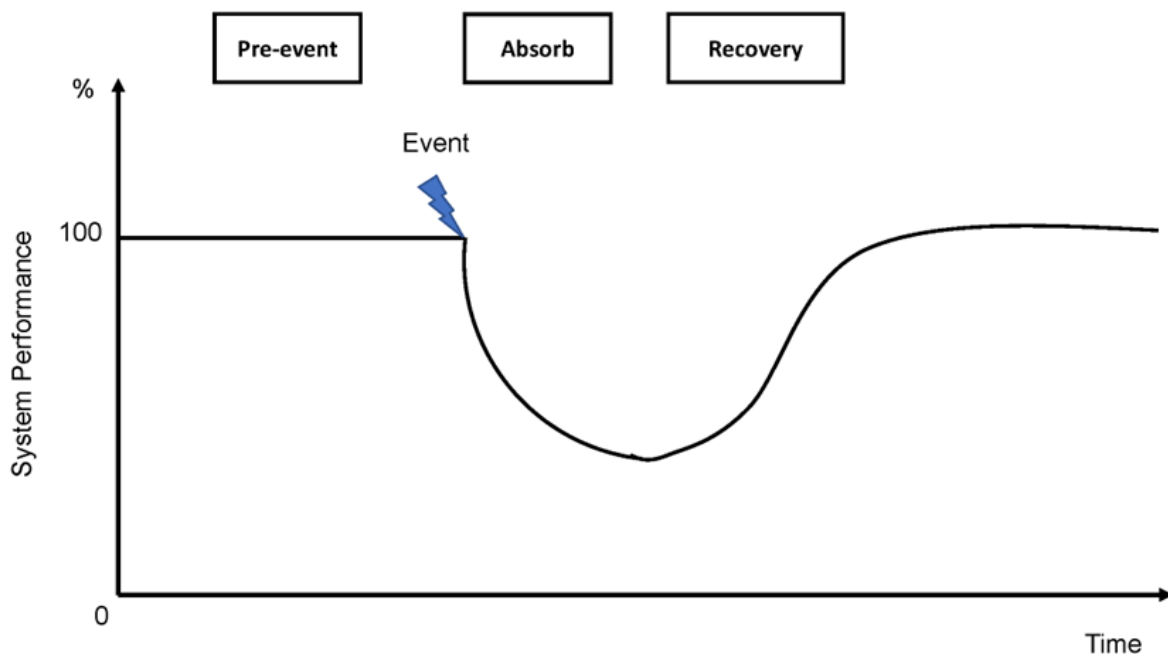 Pre-event
Absorb
Recovery
%
Event
100
System Performance
0
Time